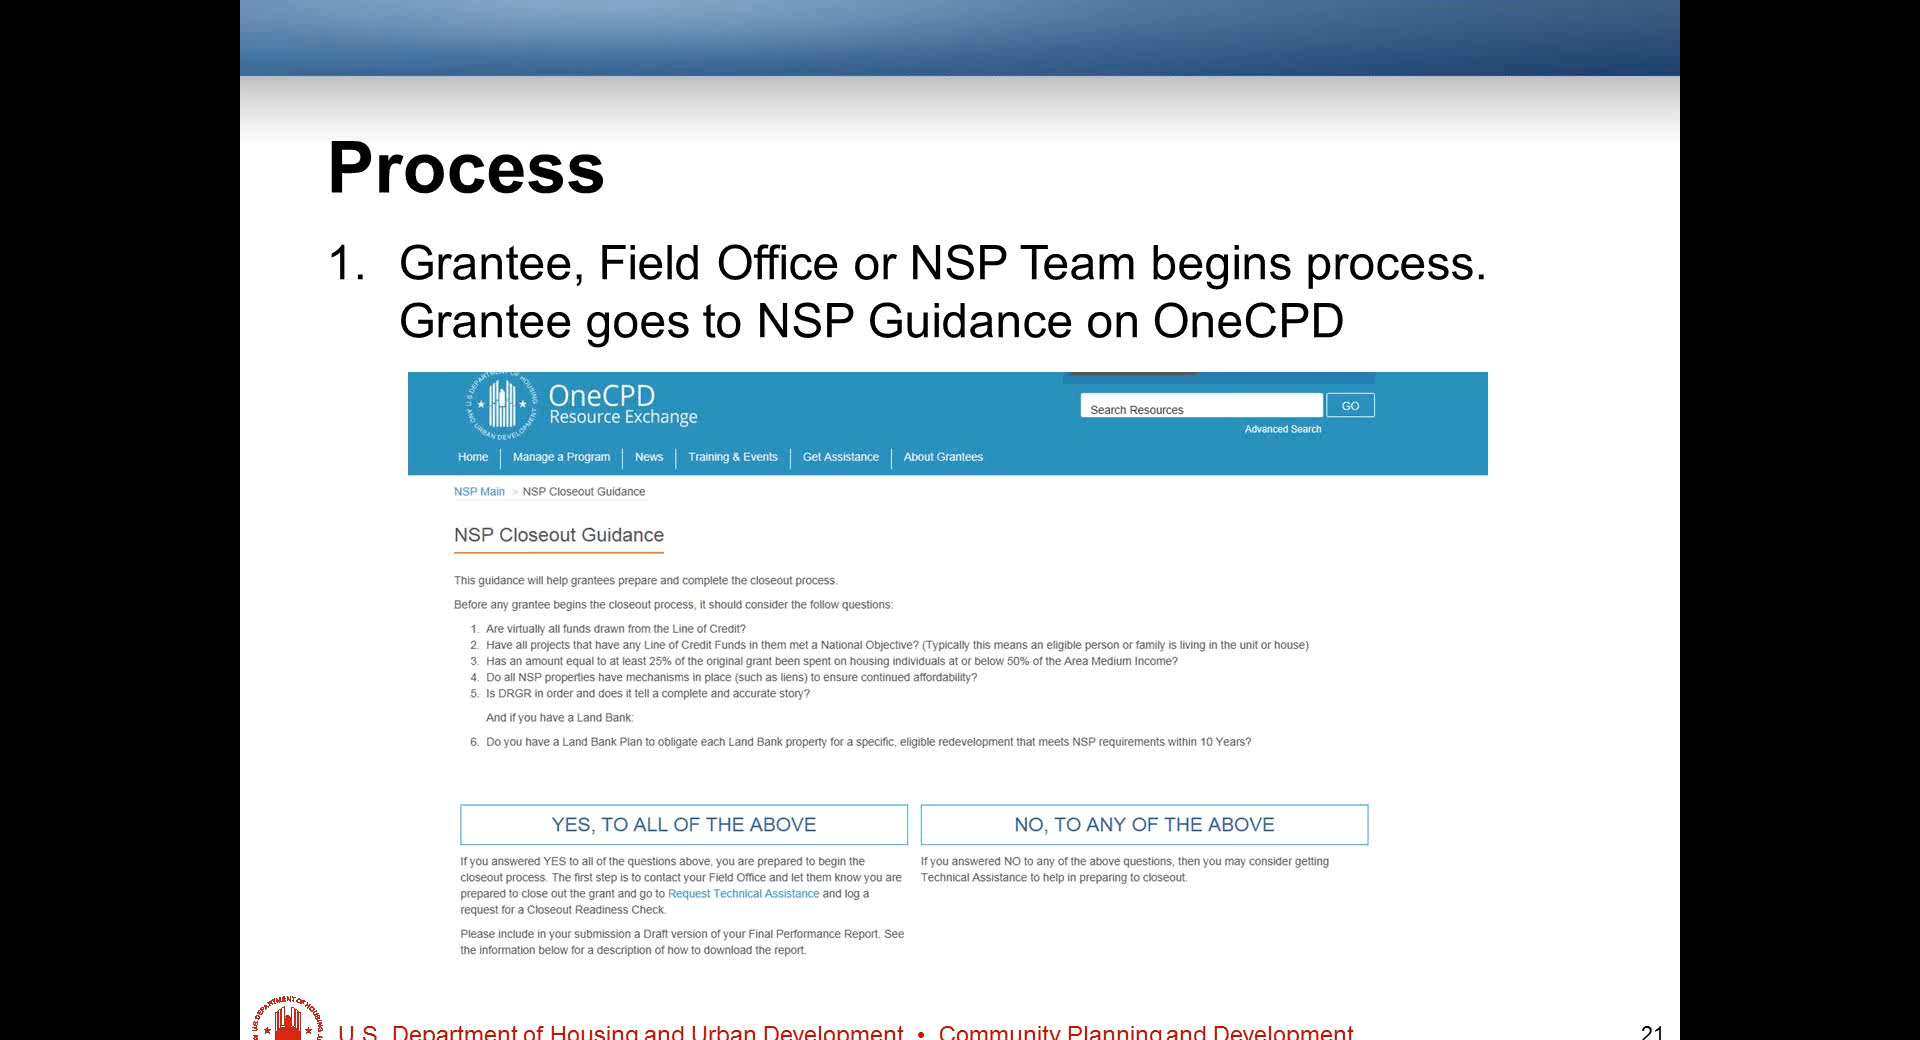 Process
1. Grantee, Field Office or NSP Team begins process.
Grantee goes to NSP Guidance on OneCPD
OneCPD
Resource Exchange
Search Resources
GO
Advanced Search
Home
Manage a Program
News
Training & Events
Get Assistance
About Grantees
NSP Main > NSP Closeout Guidance
NSP Closeout Guidance
This guidance will help grantees prepare and complete the closeout process.
Before any grantee begins the closeout process, it should consider the follow questions:
1. Are virtually all funds drawn from the Line of Credit?
2. Have all projects that have any Line of Credit Funds in them met a National Objective? (Typically this means an eligible person or family is living in the unit or house)
3. Has an amount equal to at least 25% of the original grant been spent on housing individuals at or below 50% of the Area Medium Income?
4. Do all NSP properties have mechanisms in place (such as liens) to ensure continued affordability?
5. Is DRGR in order and does it tell a complete and accurate story?
And if you have a Land Bank:
6. Do you have a Land Bank Plan to obligate each Land Bank property for a specific, eligible redevelopment that meets NSP requirements within 10 Years?
YES, TO ALL OF THE ABOVE
If you answered YES to all of the questions above, you are prepared to begin the
closeout process. The first step is to contact your Field Office and let them know you are
prepared to close out the grant and go to Request Technical Assistance and log a
request for a Closeout Readiness Check.
Please include in your submission a Draft version of your Final Performance Report. See
the information below for a description of how to download the report.
NO, TO ANY OF THE ABOVE
If you answered NO to any of the above questions, then you may consider getting
Technical Assistance to help in preparing to closeout.
U.S. Department of Housing and Urban Development • Community Planning and Development
21